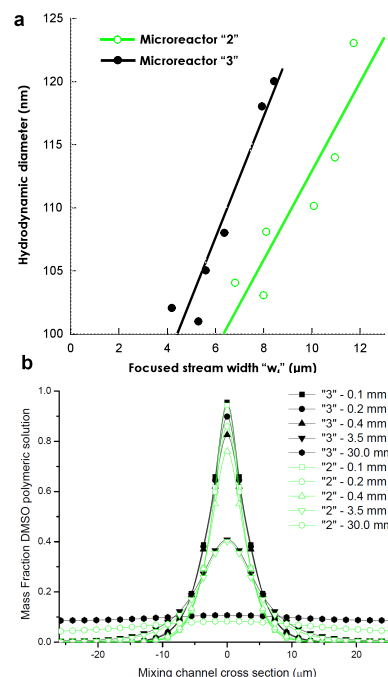 a
125
120
115
110
105
100
Hydrodynamic diameter (nm)
Microreactor “2”
Microreactor “3”
0 2 4 6 8 10 12
Focused stream width “wf” (µm)
b
1.0
0.8
0.6
0.4
0.2
0.0
Mass Fraction DMSO polymeric solution
"3" - 0.1 mm
"3" - 0.2 mm
"3" - 0.4 mm
"3" - 3.5 mm
"3" - 30.0 mm
"2" - 0.1 mm
"2" - 0.2 mm
"2" - 0.4 mm
"2" - 3.5 mm
"2" - 30.0 mm
-20 -10 0 10 20
Mixing channel cross section (µm)